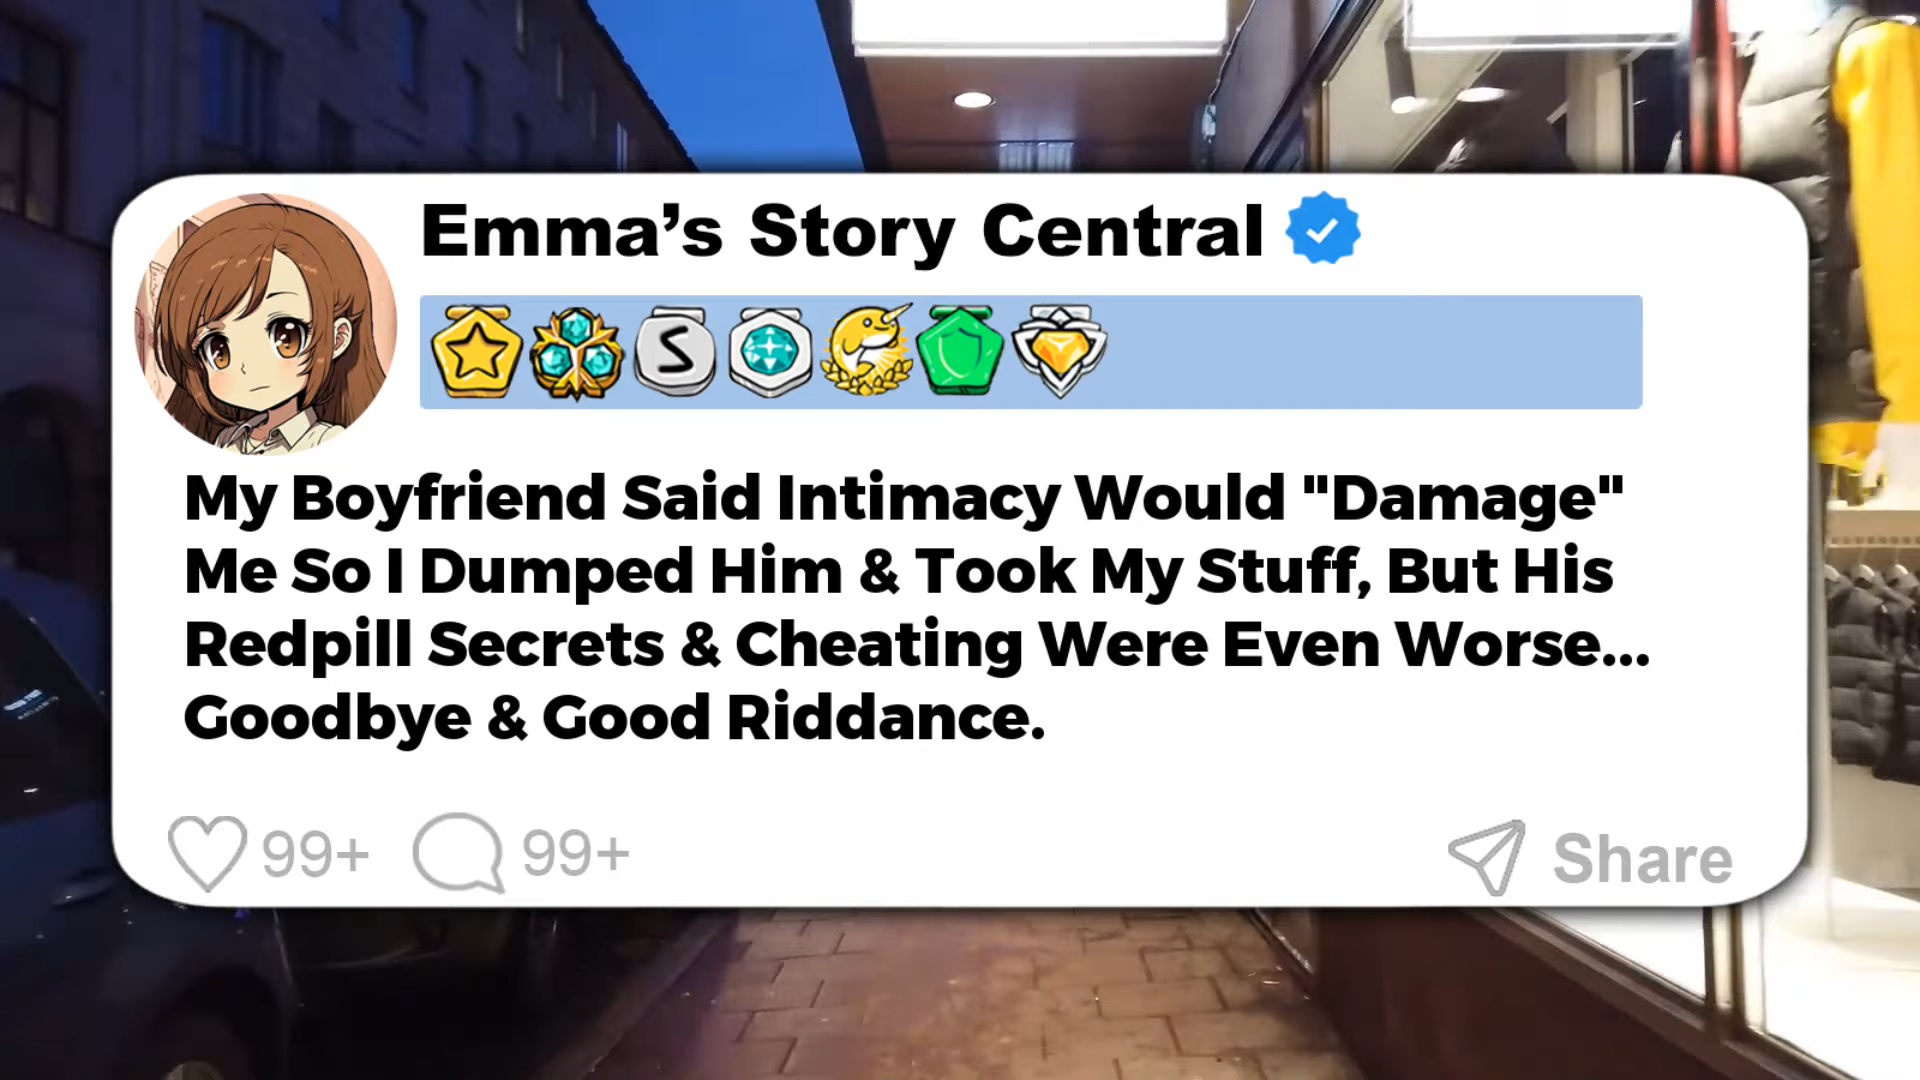 Emma’s Story Central
S
My Boyfriend Said Intimacy Would "Damage"
Me So I Dumped Him & Took My Stuff, But His
Redpill Secrets & Cheating Were Even Worse...
Goodbye & Good Riddance.
99+ 99+ Share